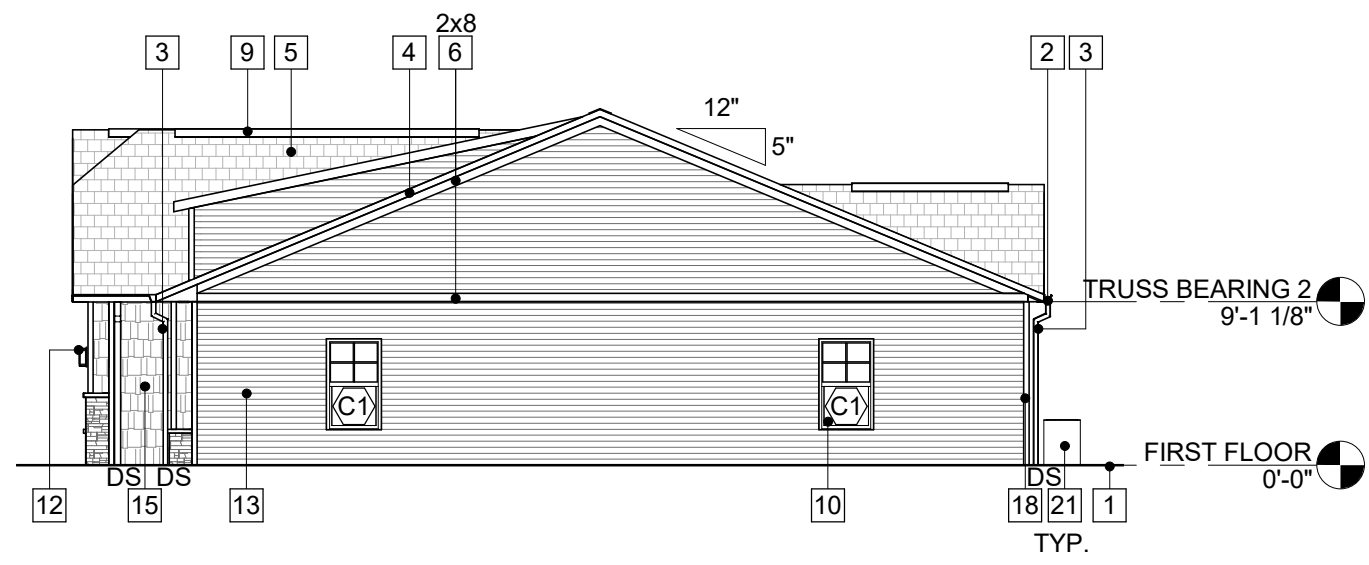 2x8
3
9
5
4
6
2
3
12"
5"
TRUSS BEARING 2
9'-1 1/8"
C1
C1
FIRST FLOOR
0'-0"
DS
DS
DS
12
15
13
10
18
21
1
TYP.